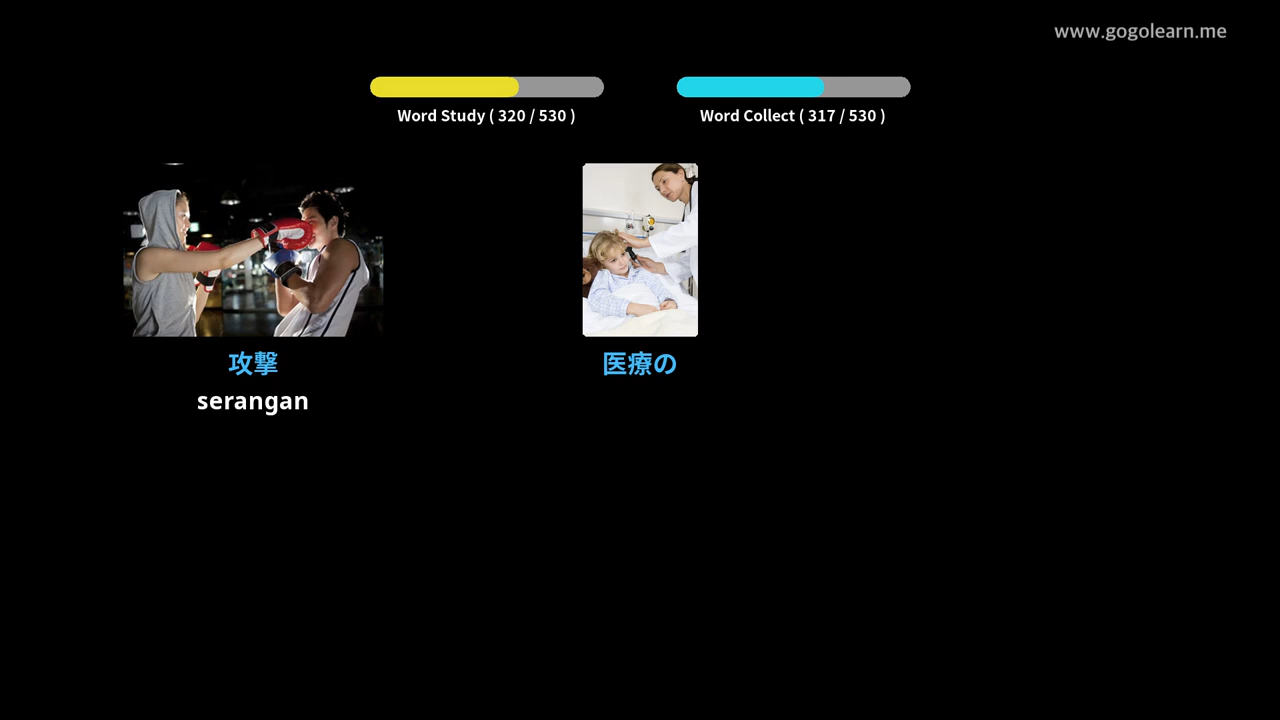 www.gogolearn.me
Word Study ( 320 / 530 )
Word Collect ( 317 / 530 )
攻撃
serangan
医療の